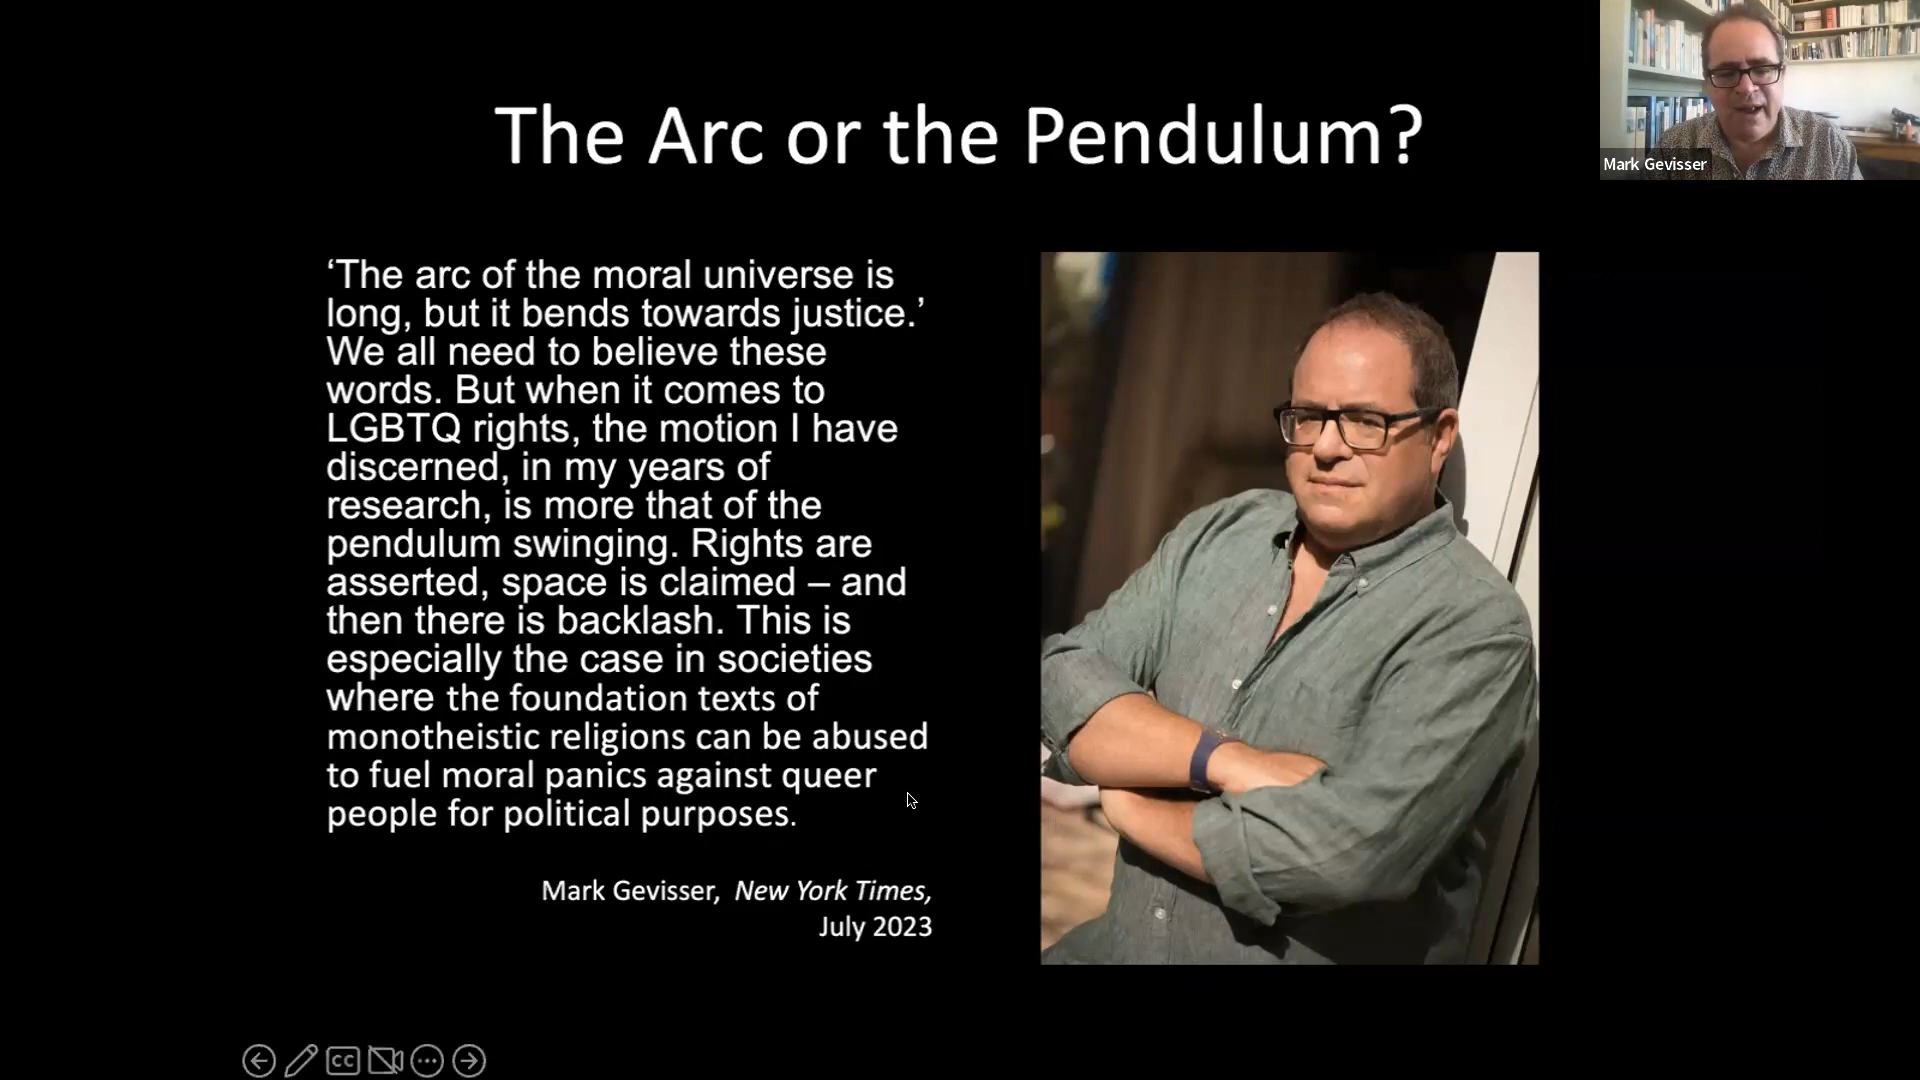 The Arc or the Pendulum?
Mark Gevisser
‘The arc of the moral universe is
long, but it bends towards justice.’
We all need to believe these
words. But when it comes to
LGBTQ rights, the motion I have
discerned, in my years of
research, is more that of the
pendulum swinging. Rights are
asserted, space is claimed – and
then there is backlash. This is
especially the case in societies
where the foundation texts of
monotheistic religions can be abused
to fuel moral panics against queer
people for political purposes.
Mark Gevisser, New York Times,
July 2023
CC